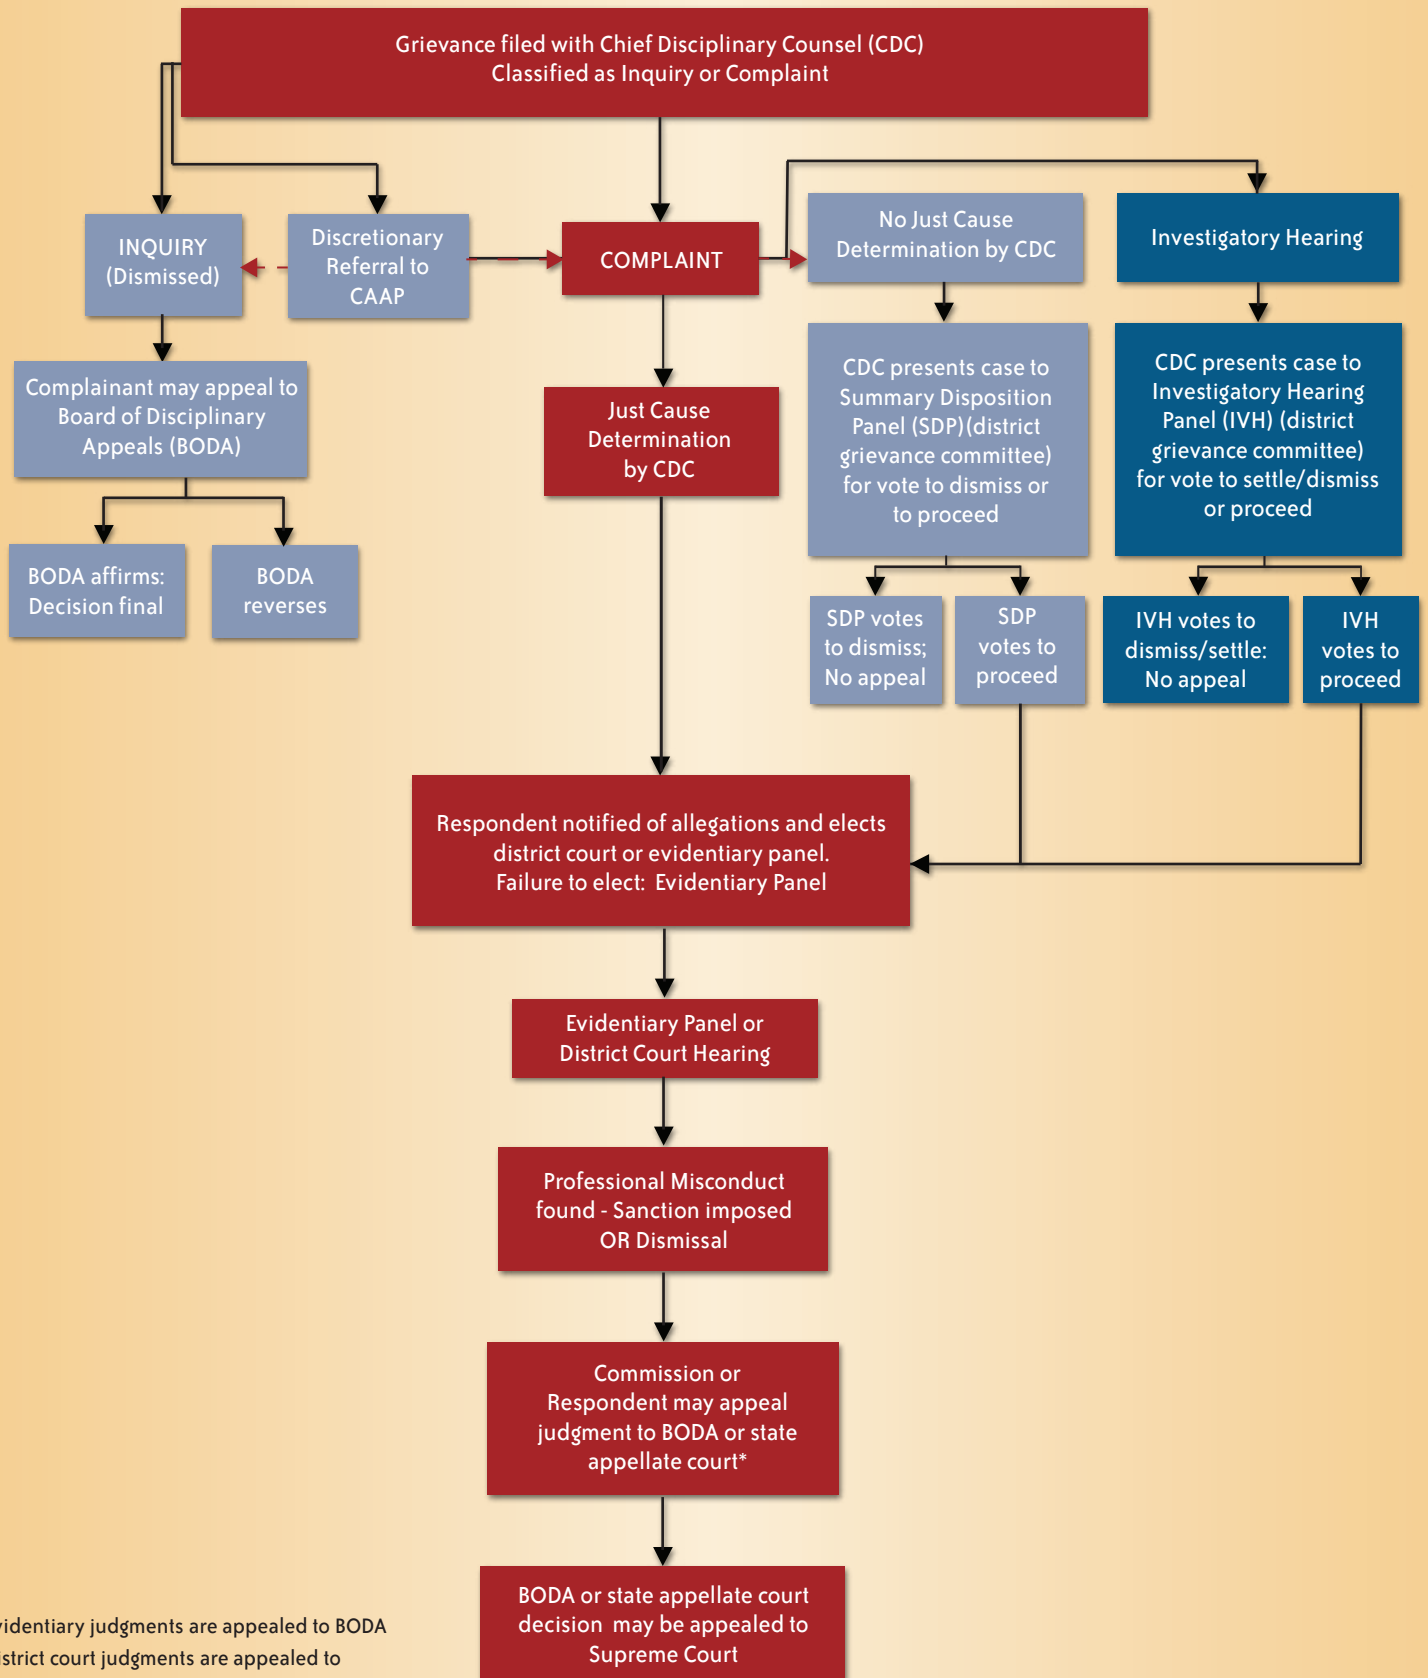 Grievance filed with Chief Disciplinary Counsel (CDC)
Classified as Inquiry or Complaint
INQUIRY
(Dismissed)
Discretionary
Referral to
CAAP
COMPLAINT
No Just Cause
Determination by CDC
Investigatory Hearing
Complainant may appeal to
Board of Disciplinary
Appeals (BODA)
Just Cause
Determination
by CDC
CDC presents case to
Summary Disposition
Panel (SDP)(district
grievance committee)
for vote to dismiss or
to proceed
CDC presents case to
Investigatory Hearing
Panel (IVH) (district
grievance committee)
for vote to settle/dismiss
or proceed
BODA affirms:
Decision final
BODA
reverses
SDP votes
to dismiss;
No appeal
SDP
votes to
proceed
IVH votes to
dismiss/settle:
No appeal
IVH
votes to
proceed
Respondent notified of allegations and elects
district court or evidentiary panel.
Failure to elect: Evidentiary Panel
Evidentiary Panel or
District Court Hearing
Professional Misconduct
found - Sanction imposed
OR Dismissal
Commission or
Respondent may appeal
judgment to BODA or state
appellate court*
BODA or state appellate court
decision may be appealed to
Supreme Court
judgments are appealed to BODA
court judgments are appealed to